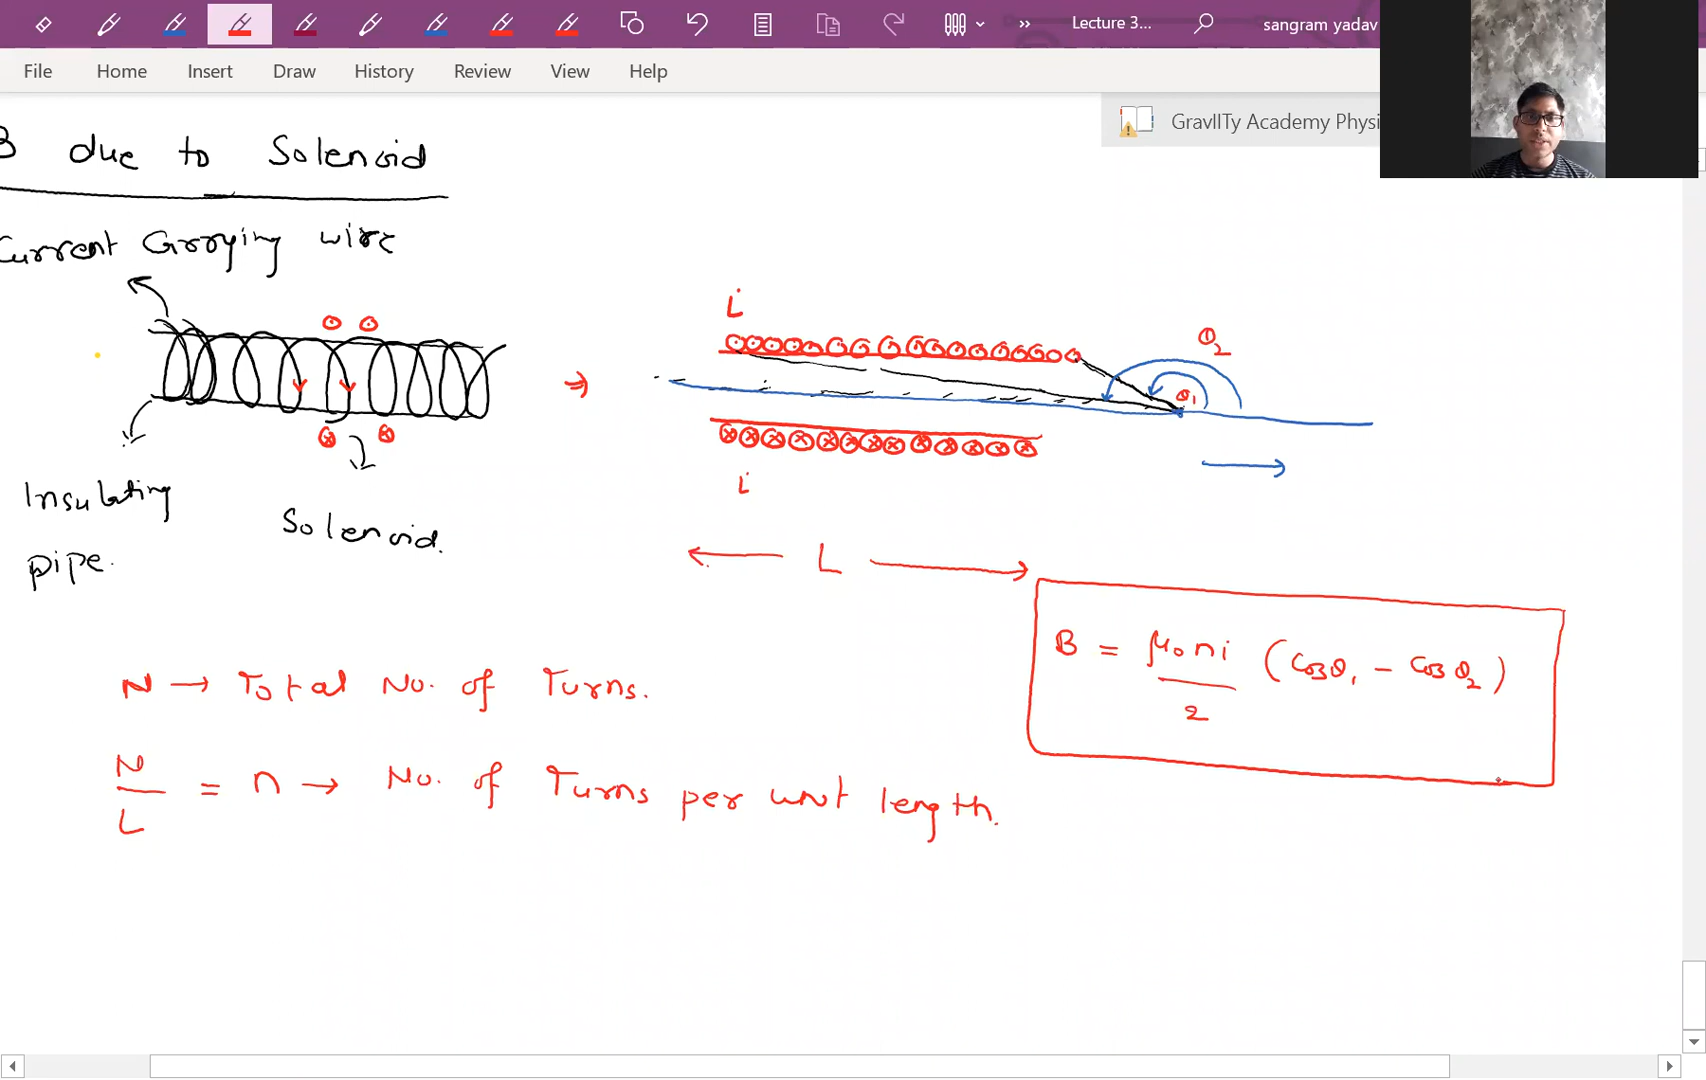 Lecture 3...
sangram yadav
File Home Insert Draw History Review View Help
GravIITy Academy Physi
B due to Solenoid
Current Carrying wire
i
θ2
θ1
i
Insulating
pipe.
Solenoid.
L
B = μ0 n i / 2 (cosθ1 - cosθ2)
N → Total No. of Turns.
N / L = n → No. of Turns per unit length.